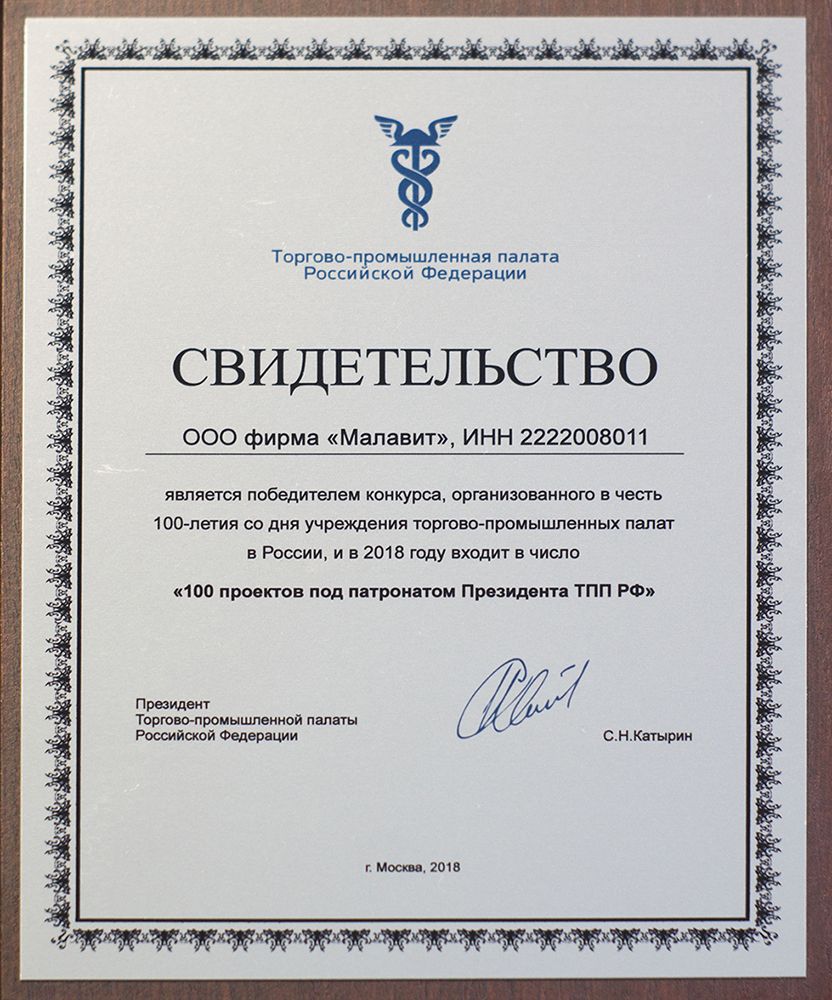 Торгово-промышленная палата
Российской Федерации
СВИДЕТЕЛЬСТВО
ООО фирма «Малавит», ИНН 2222008011
является победителем конкурса, организованного в честь
100-летия со дня учреждения торгово-промышленных палат
в России, и в 2018 году входит в число
«100 проектов под патронатом Президента ТПП РФ»
Президент
Торгово-промышленной палаты
Российской Федерации
С.Н.Катырин
г. Москва, 2018